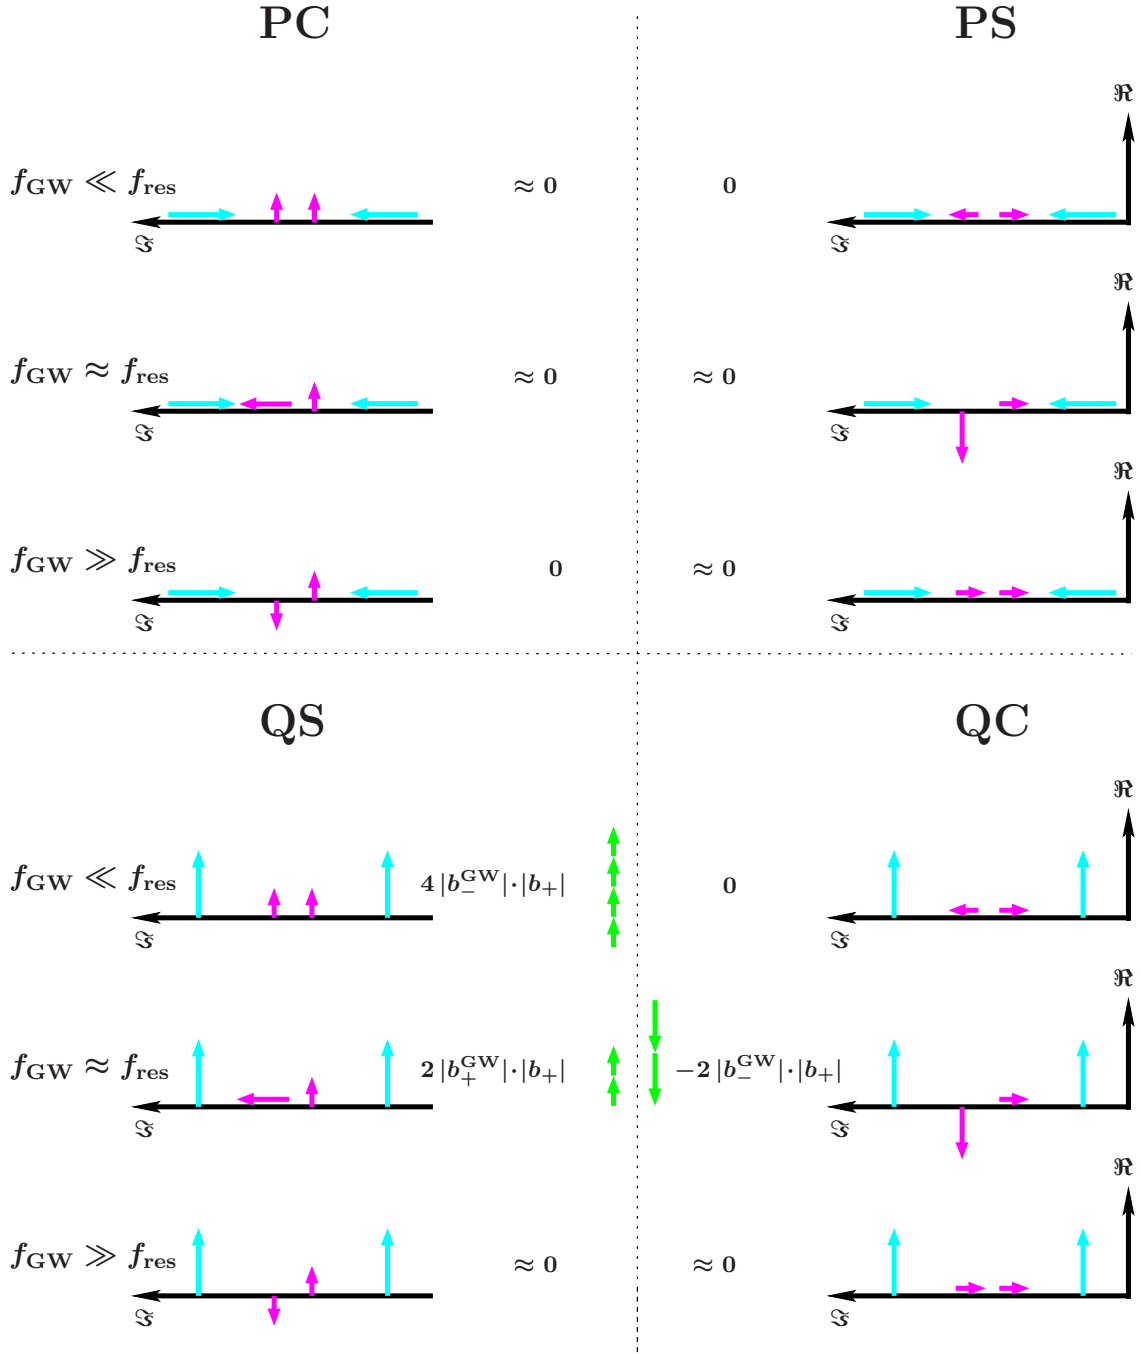 PC PS
ℜ
f_GW ≪ f_res ≈ 0 0
ℑ ℑ
ℜ
f_GW ≈ f_res ≈ 0 ≈ 0
ℑ ℑ
ℜ
f_GW ≫ f_res 0 ≈ 0
ℑ ℑ
QS QC
ℜ
f_GW ≪ f_res 4 |b_-^GW|·|b_+| 0
ℑ ℑ
ℜ
f_GW ≈ f_res 2 |b_+^GW|·|b_+| −2 |b_-^GW|·|b_+|
ℑ ℑ
ℜ
f_GW ≫ f_res ≈ 0 ≈ 0
ℑ ℑ